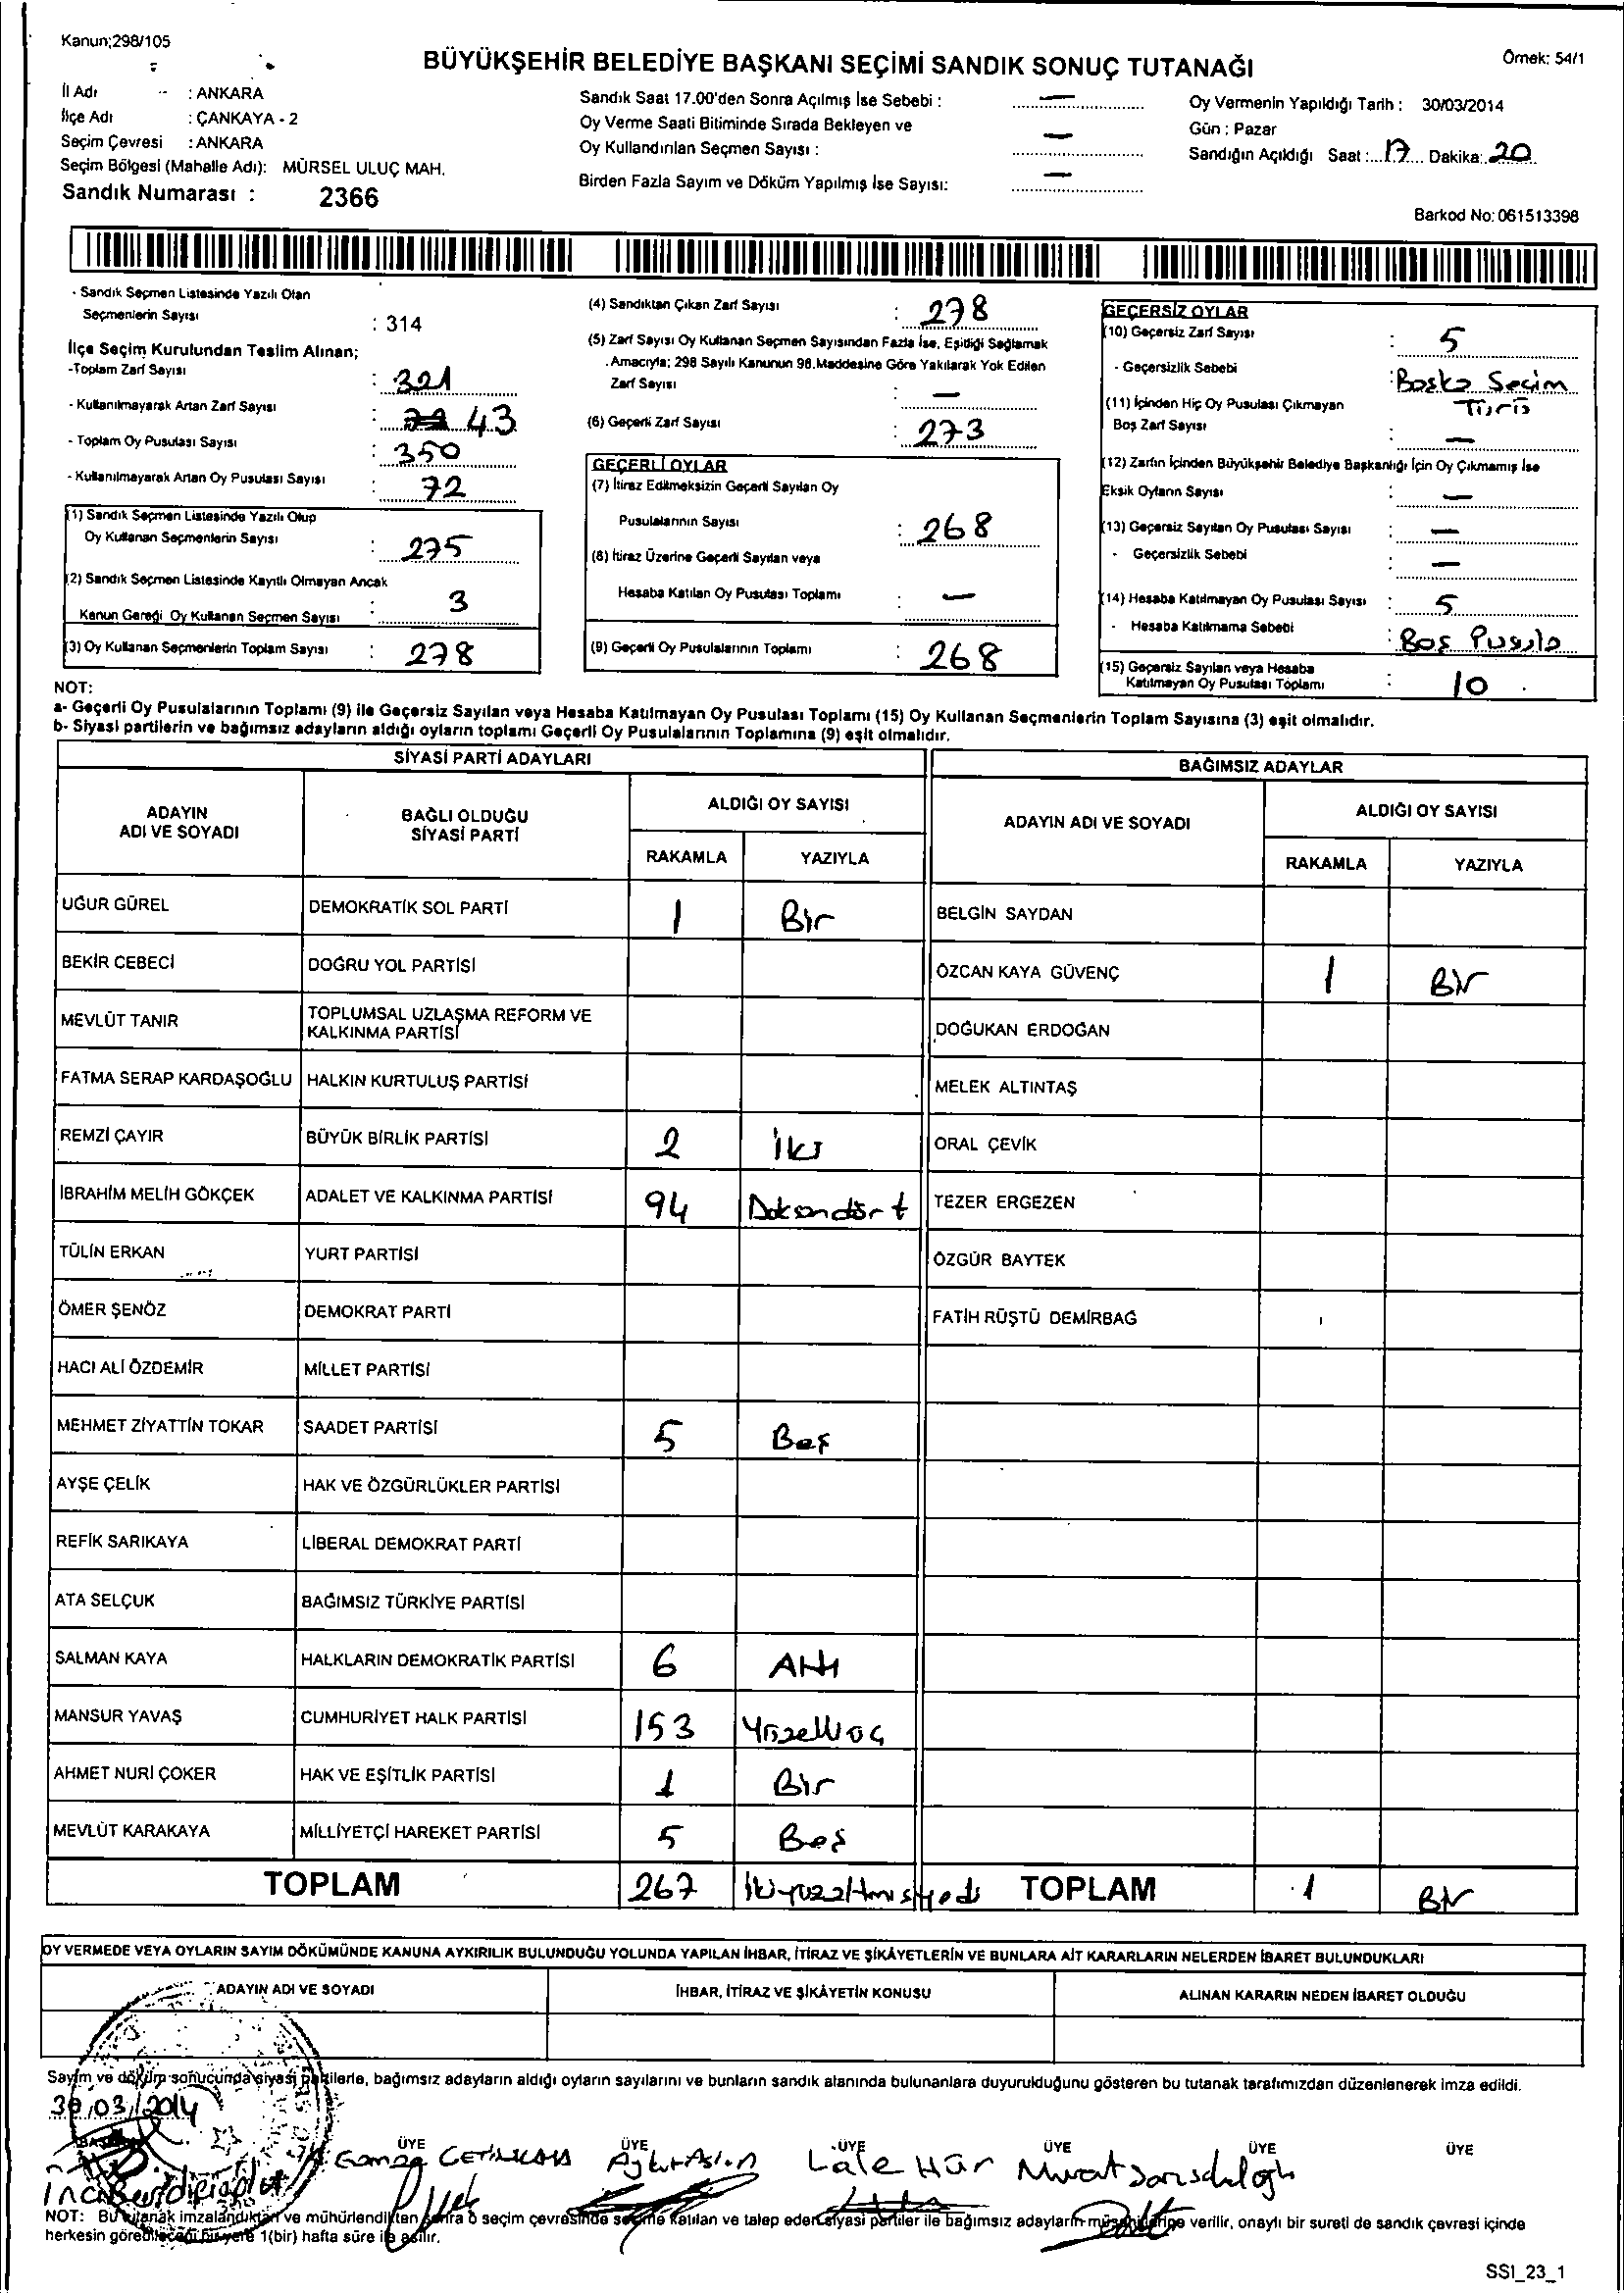 Kanun;298/105
Örnek: 54/1
BÜYÜKŞEHİR BELEDİYE BAŞKANI SEÇİMİ SANDIK SONUÇ TUTANAĞI
İl Adı : ANKARA
İlçe Adı : ÇANKAYA - 2
Seçim Çevresi : ANKARA
Seçim Bölgesi (Mahalle Adı): MÜRSEL ULUÇ MAH.
Sandık Numarası : 2366
Sandık Saat 17.00'den Sonra Açılmış İse Sebebi : —
Oy Verme Saati Bitiminde Sırada Bekleyen ve
Oy Kullandırılan Seçmen Sayısı : —
Birden Fazla Sayım ve Döküm Yapılmış İse Sayısı: —
Oy Vermenin Yapıldığı Tarih : 30/03/2014
Gün : Pazar
Sandığın Açıldığı Saat : 17 Dakika: 20
Barkod No: 061513398
- Sandık Seçmen Listesinde Yazılı Olan
Seçmenlerin Sayısı : 314
İlçe Seçim Kurulundan Teslim Alınan;
-Toplam Zarf Sayısı : 321
- Kullanılmayarak Artan Zarf Sayısı : 43
- Toplam Oy Pusulası Sayısı : 350
- Kullanılmayarak Artan Oy Pusulası Sayısı : 72
(1) Sandık Seçmen Listesinde Yazılı Olup
Oy Kullanan Seçmenlerin Sayısı : 275
(2) Sandık Seçmen Listesinde Kayıtlı Olmayan Ancak
Kanun Gereği Oy Kullanan Seçmen Sayısı : 3
(3) Oy Kullanan Seçmenlerin Toplam Sayısı : 278
(4) Sandıktan Çıkan Zarf Sayısı : 278
(5) Zarf Sayısı Oy Kullanan Seçmen Sayısından Fazla İse, Eşitliği Sağlamak
Amacıyla; 298 Sayılı Kanunun 98.Maddesine Göre Yakılarak Yok Edilen
Zarf Sayısı : —
(6) Geçerli Zarf Sayısı : 273
GEÇERLİ OYLAR
(7) İtiraz Edilmeksizin Geçerli Sayılan Oy
Pusulalarının Sayısı : 268
(8) İtiraz Üzerine Geçerli Sayılan veya
Hesaba Katılan Oy Pusulası Toplamı : —
(9) Geçerli Oy Pusulalarının Toplamı : 268
GEÇERSİZ OYLAR
(10) Geçersiz Zarf Sayısı : 5
- Geçersizlik Sebebi : Başka Seçim
Türü
(11) İçinden Hiç Oy Pusulası Çıkmayan
Boş Zarf Sayısı : —
(12) Zarfın İçinden Büyükşehir Belediye Başkanlığı İçin Oy Çıkmamış İse
Eksik Oyların Sayısı : —
(13) Geçersiz Sayılan Oy Pusulası Sayısı : —
- Geçersizlik Sebebi : —
(14) Hesaba Katılmayan Oy Pusulası Sayısı : 5
- Hesaba Katılmama Sebebi : Boş Pusula
(15) Geçersiz Sayılan veya Hesaba
Katılmayan Oy Pusulası Toplamı : 10
NOT:
a- Geçerli Oy Pusulalarının Toplamı (9) ile Geçersiz Sayılan veya Hesaba Katılmayan Oy Pusulası Toplamı (15) Oy Kullanan Seçmenlerin Toplam Sayısına (3) eşit olmalıdır.
b- Siyasi partilerin ve bağımsız adayların aldığı oyların toplamı Geçerli Oy Pusulalarının Toplamına (9) eşit olmalıdır.
SİYASİ PARTİ ADAYLARI
ADAYIN ADI VE SOYADI BAĞLI OLDUĞU SİYASİ PARTİ ALDIĞI OY SAYISI
RAKAMLA YAZIYLA
UĞUR GÜREL DEMOKRATİK SOL PARTİ 1 Bir
BEKİR CEBECİ DOĞRU YOL PARTİSİ
MEVLÜT TANIR TOPLUMSAL UZLAŞMA REFORM VE KALKINMA PARTİSİ
FATMA SERAP KARDAŞOĞLU HALKIN KURTULUŞ PARTİSİ
REMZİ ÇAYIR BÜYÜK BİRLİK PARTİSİ 2 İki
İBRAHİM MELİH GÖKÇEK ADALET VE KALKINMA PARTİSİ 94 Doksandört
TÜLİN ERKAN YURT PARTİSİ
ÖMER ŞENÖZ DEMOKRAT PARTİ
HACI ALİ ÖZDEMİR MİLLET PARTİSİ
MEHMET ZİYATTİN TOKAR SAADET PARTİSİ 5 Beş
AYŞE ÇELİK HAK VE ÖZGÜRLÜKLER PARTİSİ
REFİK SARIKAYA LİBERAL DEMOKRAT PARTİ
ATA SELÇUK BAĞIMSIZ TÜRKİYE PARTİSİ
SALMAN KAYA HALKLARIN DEMOKRATİK PARTİSİ 6 Altı
MANSUR YAVAŞ CUMHURİYET HALK PARTİSİ 153 Yüzelliüç
AHMET NURİ ÇOKER HAK VE EŞİTLİK PARTİSİ 1 Bir
MEVLÜT KARAKAYA MİLLİYETÇİ HAREKET PARTİSİ 5 Beş
TOPLAM 267 İkiyüzaltmışyedi
BAĞIMSIZ ADAYLAR
ADAYIN ADI VE SOYADI ALDIĞI OY SAYISI
RAKAMLA YAZIYLA
BELGİN SAYDAN
ÖZCAN KAYA GÜVENÇ 1 Bir
DOĞUKAN ERDOĞAN
MELEK ALTINTAŞ
ORAL ÇEVİK
TEZER ERGEZEN
ÖZGÜR BAYTEK
FATİH RÜŞTÜ DEMİRBAĞ
TOPLAM 1 Bir
OY VERMEDE VEYA OYLARIN SAYIM DÖKÜMÜNDE KANUNA AYKIRILIK BULUNDUĞU YOLUNDA YAPILAN İHBAR, İTİRAZ VE ŞİKÂYETLERİN VE BUNLARA AİT KARARLARIN NELERDEN İBARET BULUNDUKLARI
ADAYIN ADI VE SOYADI İHBAR, İTİRAZ VE ŞİKÂYETİN KONUSU ALINAN KARARIN NEDEN İBARET OLDUĞU
Sayım ve döküm sonucunda siyasi partilerle, bağımsız adayların aldığı oyların sayılarını ve bunların sandık alanında bulunanlara duyurulduğunu gösteren bu tutanak tarafımızdan düzenlenerek imza edildi.
30/03/2014
BAŞKAN ÜYE ÜYE ÜYE ÜYE ÜYE ÜYE
Gamze ÇETİNKAYA Aykut Aslan Lale Hür Murat
NOT: Bu tutanak imzalandıktan ve mühürlendikten sonra o seçim çevresinde seçime katılan ve talep eden siyasi partiler ile bağımsız adayların müşahitlerine verilir, onaylı bir sureti de sandık çevresi içinde
herkesin görebileceği bir yere 1(bir) hafta süre ile asılır.
SSI_23_1